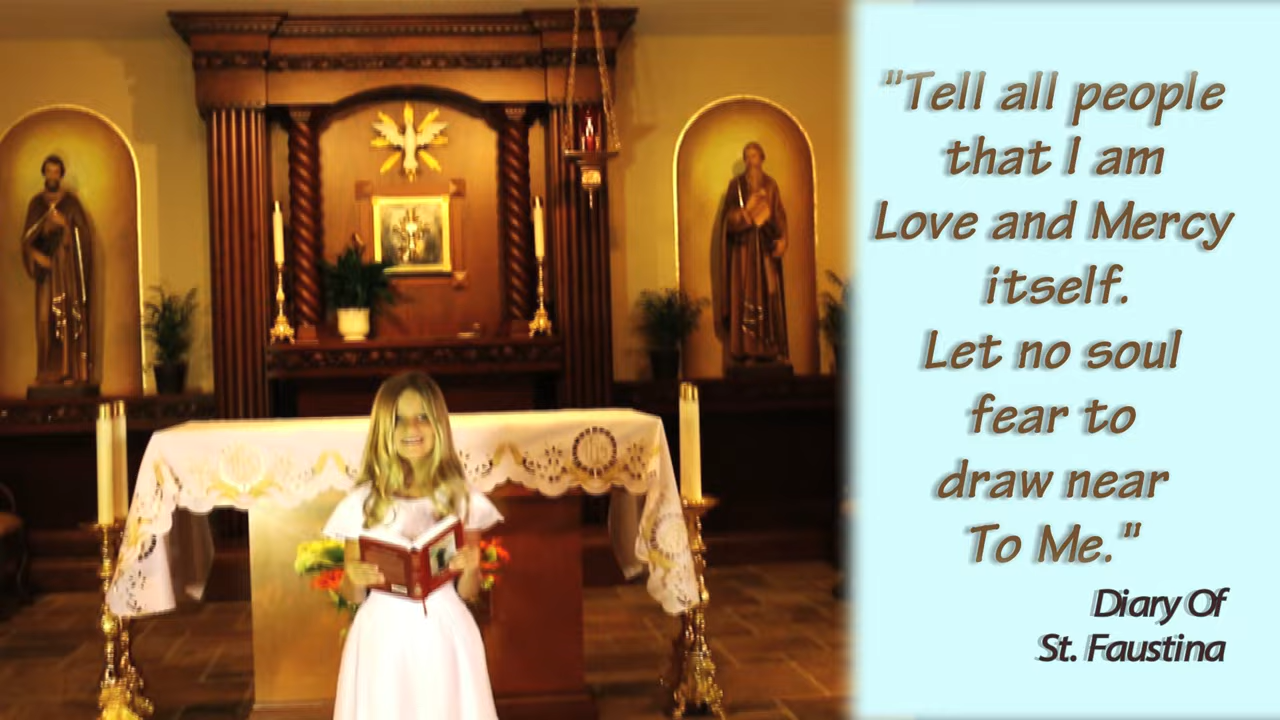 "Tell all people
that I am
Love and Mercy
itself.
Let no soul
fear to
draw near
To Me."
Diary Of
St. Faustina